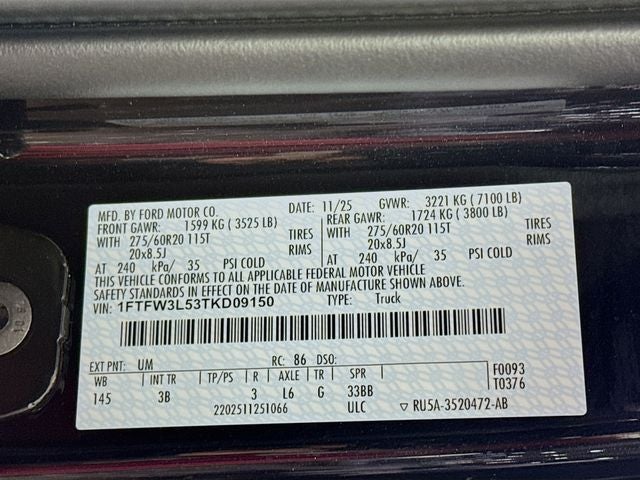 MFD. BY FORD MOTOR CO. DATE: 11/25 GVWR: 3221 KG ( 7100 LB)
FRONT GAWR: 1599 KG ( 3525 LB) REAR GAWR: 1724 KG ( 3800 LB)
WITH 275/60R20 115T TIRES WITH 275/60R20 115T TIRES
20x8.5J RIMS 20x8.5J RIMS
AT 240 kPa/ 35 PSI COLD AT 240 kPa/ 35 PSI COLD
THIS VEHICLE CONFORMS TO ALL APPLICABLE FEDERAL MOTOR VEHICLE
SAFETY STANDARDS IN EFFECT ON THE DATE OF MANUFACTURE SHOWN ABOVE.
VIN: 1FTFW3L53TKD09150 TYPE: Truck
EXT PNT: UM RC: 86 DSO: F0093
WB INT TR TP/PS R AXLE TR SPR T0376
145 3B 3 L6 G 33BB
2202511251066 ULC ▽ RU5A-3520472-AB